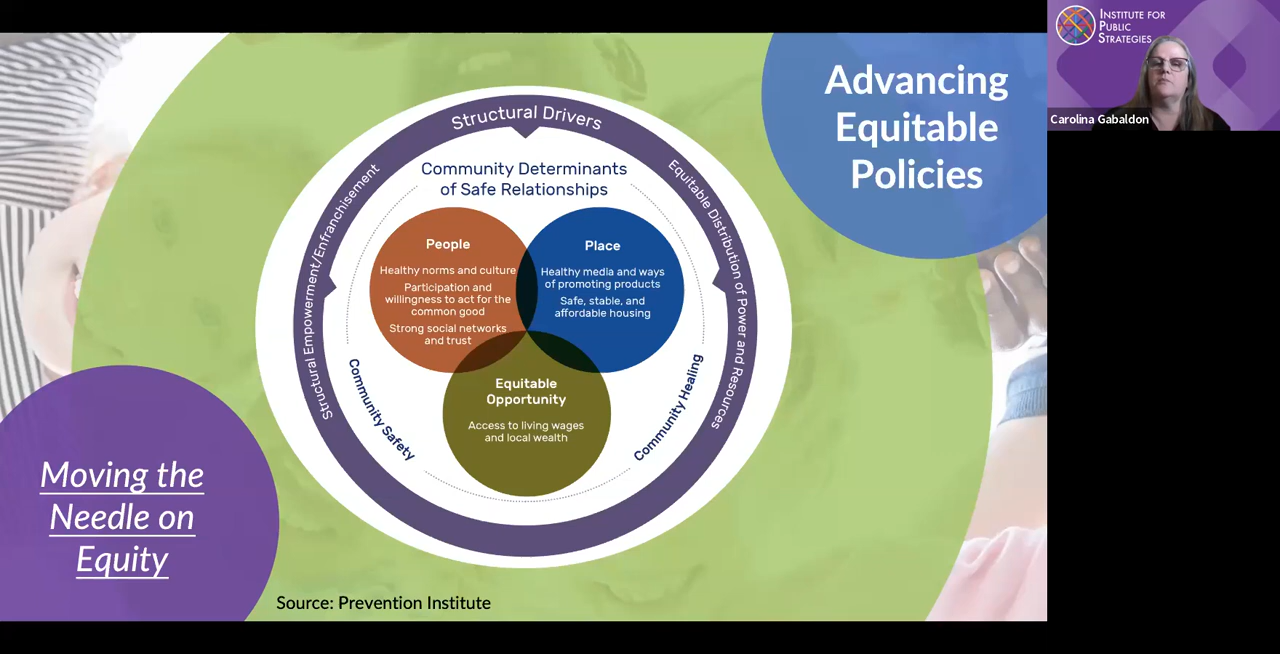 Advancing
Equitable
Policies
Structural Drivers
Structural Empowerment/Enfranchisement
Equitable Distribution of Power and Resources
Community Determinants
of Safe Relationships
People
Healthy norms and culture
Participation and
willingness to act for the
common good
Strong social networks
and trust
Place
Healthy media and ways
of promoting products
Safe, stable, and
affordable housing
Equitable
Opportunity
Access to living wages
and local wealth
Community Safety
Community Healing
Moving the
Needle on
Equity
Source: Prevention Institute
INSTITUTE FOR
PUBLIC
STRATEGIES
Carolina Gabaldon